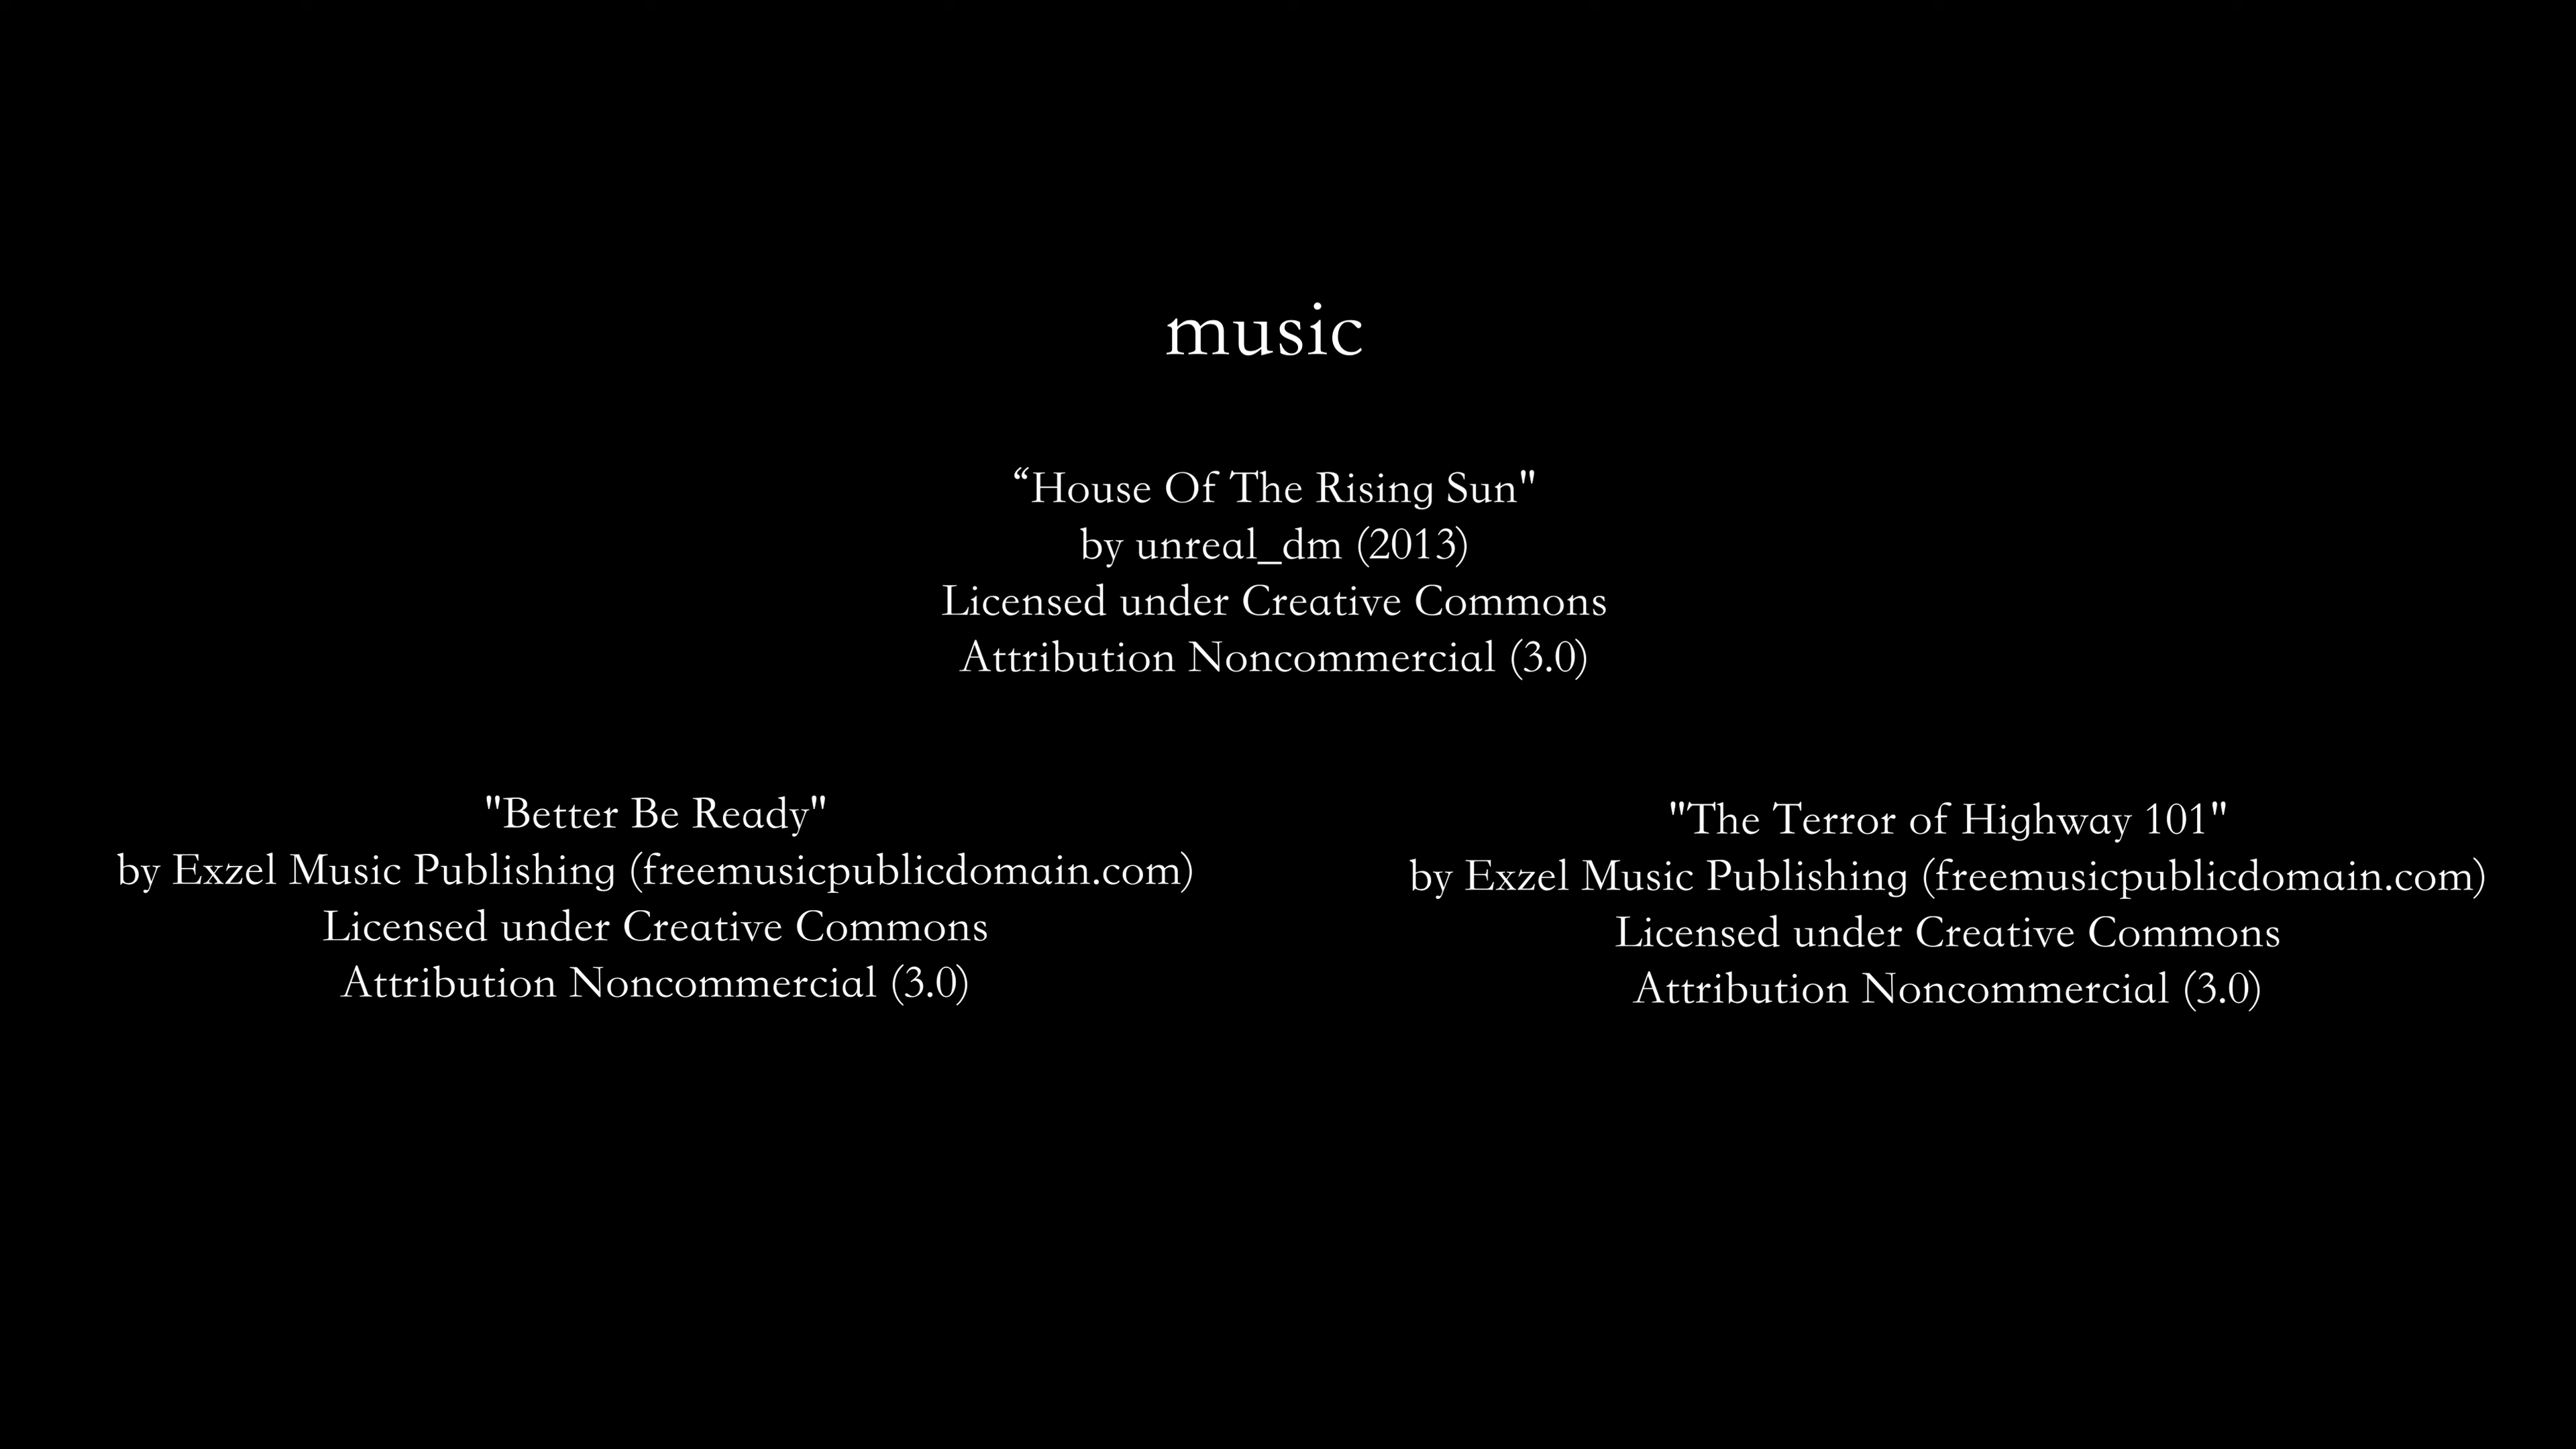 music
“House Of The Rising Sun"
by unreal_dm (2013)
Licensed under Creative Commons
Attribution Noncommercial (3.0)
"Better Be Ready"
by Exzel Music Publishing (freemusicpublicdomain.com)
Licensed under Creative Commons
Attribution Noncommercial (3.0)
"The Terror of Highway 101"
by Exzel Music Publishing (freemusicpublicdomain.com)
Licensed under Creative Commons
Attribution Noncommercial (3.0)